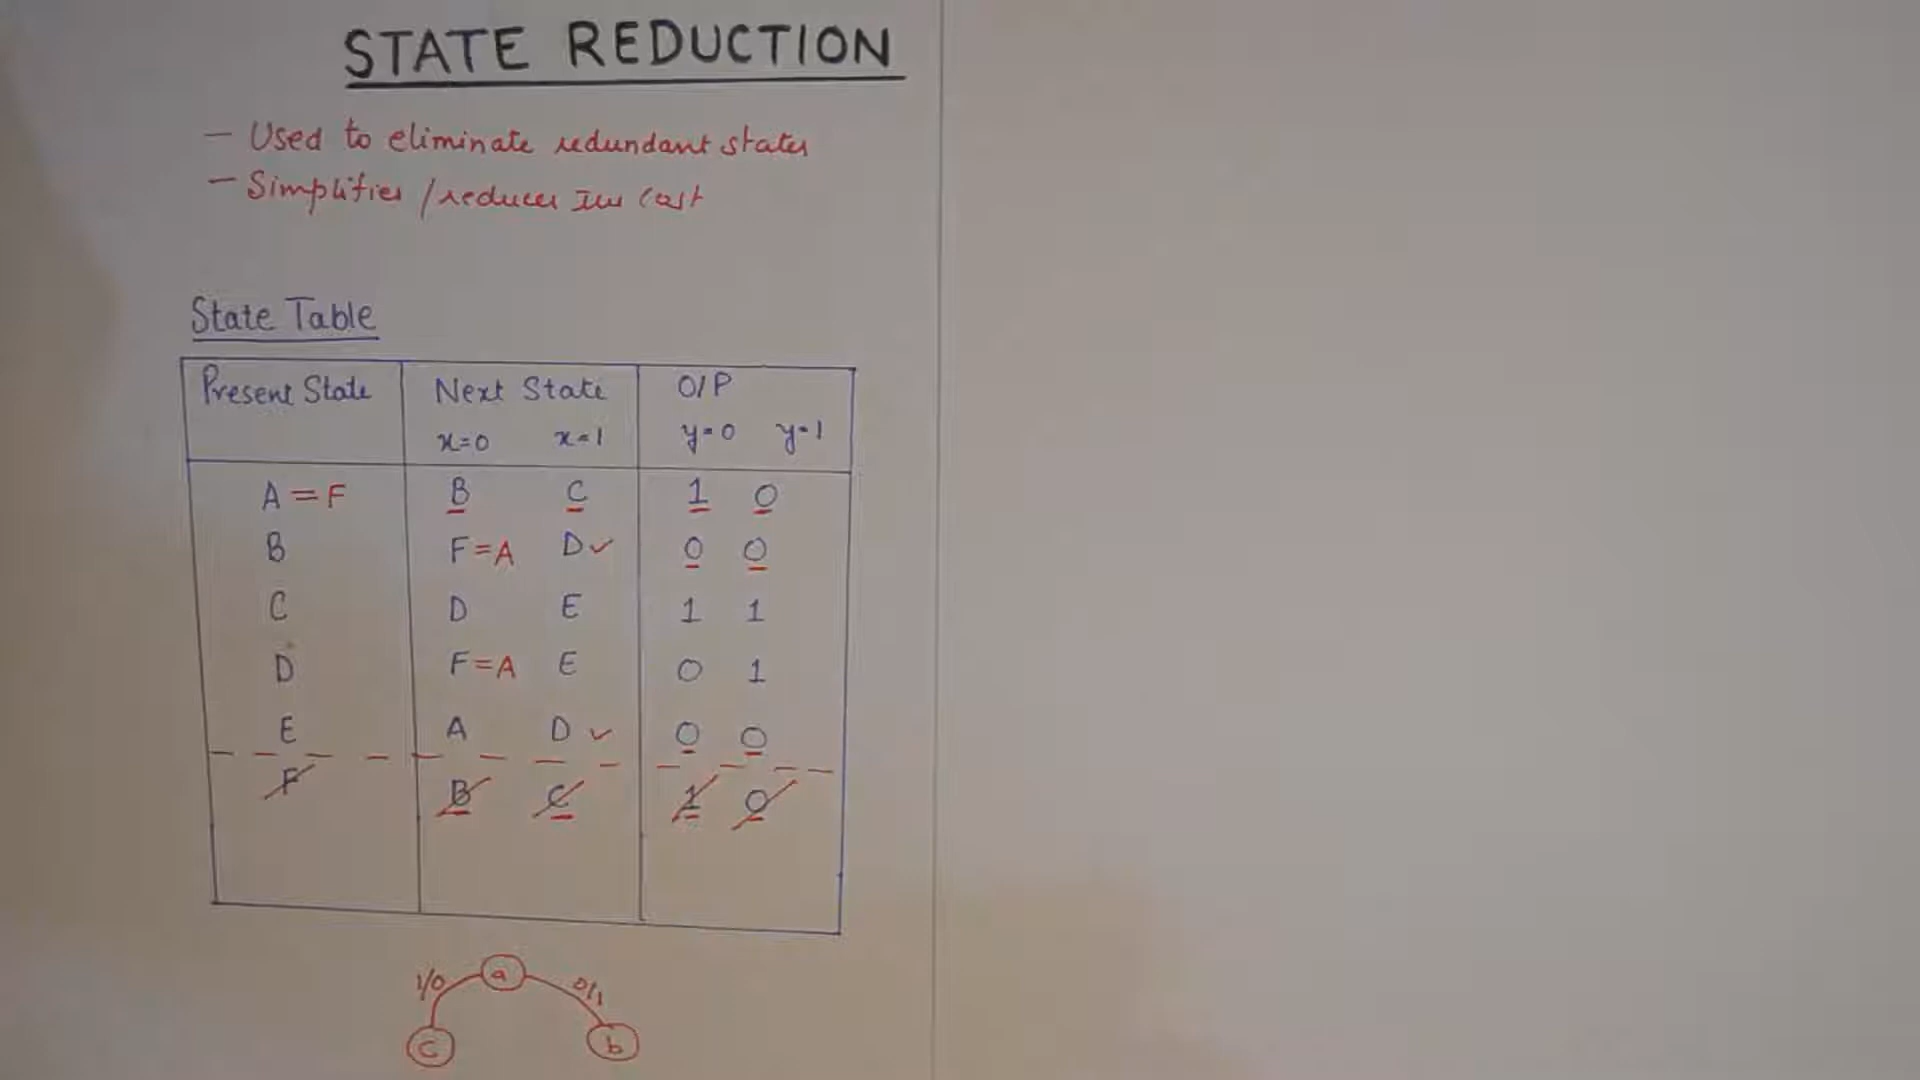 STATE REDUCTION
— Used to eliminate redundant states
— Simplifies / reduces cost
State Table
Present State Next State O/P
x=0 x=1 y=0 y=1
A = F B C 1 0
B F=A D✓ 0 0
C D E 1 1
D F=A E 0 1
E A D ✓ 0 0
F B C 1 0
1/0 a 0/1
c b